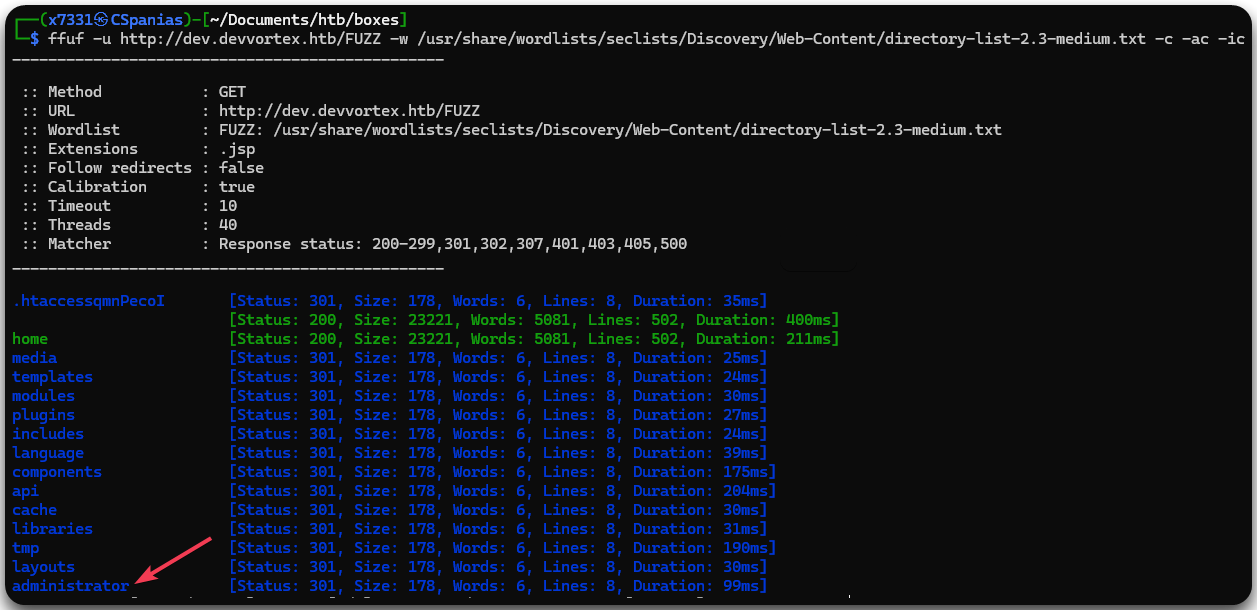 ┌──(x7331㉿CSpanias)-[~/Documents/htb/boxes]
└─$ ffuf -u http://dev.devvortex.htb/FUZZ -w /usr/share/wordlists/seclists/Discovery/Web-Content/directory-list-2.3-medium.txt -c -ac -ic
________________________________________________
:: Method : GET
:: URL : http://dev.devvortex.htb/FUZZ
:: Wordlist : FUZZ: /usr/share/wordlists/seclists/Discovery/Web-Content/directory-list-2.3-medium.txt
:: Extensions : .jsp
:: Follow redirects : false
:: Calibration : true
:: Timeout : 10
:: Threads : 40
:: Matcher : Response status: 200-299,301,302,307,401,403,405,500
________________________________________________
.htaccessqmnPecoI [Status: 301, Size: 178, Words: 6, Lines: 8, Duration: 35ms]
[Status: 200, Size: 23221, Words: 5081, Lines: 502, Duration: 400ms]
home [Status: 200, Size: 23221, Words: 5081, Lines: 502, Duration: 211ms]
media [Status: 301, Size: 178, Words: 6, Lines: 8, Duration: 25ms]
templates [Status: 301, Size: 178, Words: 6, Lines: 8, Duration: 24ms]
modules [Status: 301, Size: 178, Words: 6, Lines: 8, Duration: 30ms]
plugins [Status: 301, Size: 178, Words: 6, Lines: 8, Duration: 27ms]
includes [Status: 301, Size: 178, Words: 6, Lines: 8, Duration: 24ms]
language [Status: 301, Size: 178, Words: 6, Lines: 8, Duration: 39ms]
components [Status: 301, Size: 178, Words: 6, Lines: 8, Duration: 175ms]
api [Status: 301, Size: 178, Words: 6, Lines: 8, Duration: 204ms]
cache [Status: 301, Size: 178, Words: 6, Lines: 8, Duration: 30ms]
libraries [Status: 301, Size: 178, Words: 6, Lines: 8, Duration: 31ms]
tmp [Status: 301, Size: 178, Words: 6, Lines: 8, Duration: 190ms]
layouts [Status: 301, Size: 178, Words: 6, Lines: 8, Duration: 30ms]
administrator [Status: 301, Size: 178, Words: 6, Lines: 8, Duration: 99ms]